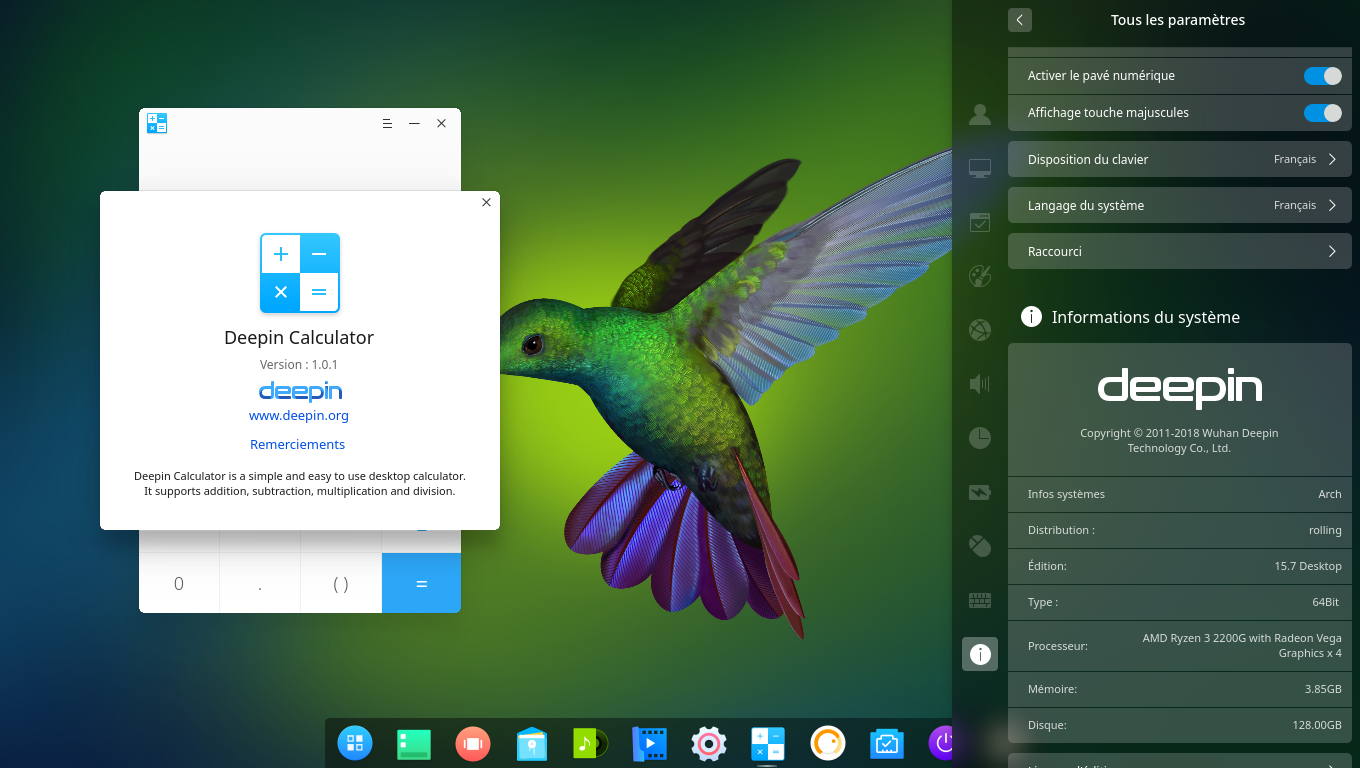 Deepin Calculator
Version : 1.0.1
deepin
www.deepin.org
Remerciements
Deepin Calculator is a simple and easy to use desktop calculator.
It supports addition, subtraction, multiplication and division.
0
.
( )
=
Tous les paramètres
Activer le pavé numérique
Affichage touche majuscules
Disposition du clavier Français
Langage du système Français
Raccourci
Informations du système
deepin
Copyright © 2011-2018 Wuhan Deepin
Technology Co., Ltd.
Infos systèmes Arch
Distribution : rolling
Édition: 15.7 Desktop
Type : 64Bit
Processeur: AMD Ryzen 3 2200G with Radeon Vega
Graphics x 4
Mémoire: 3.85GB
Disque: 128.00GB